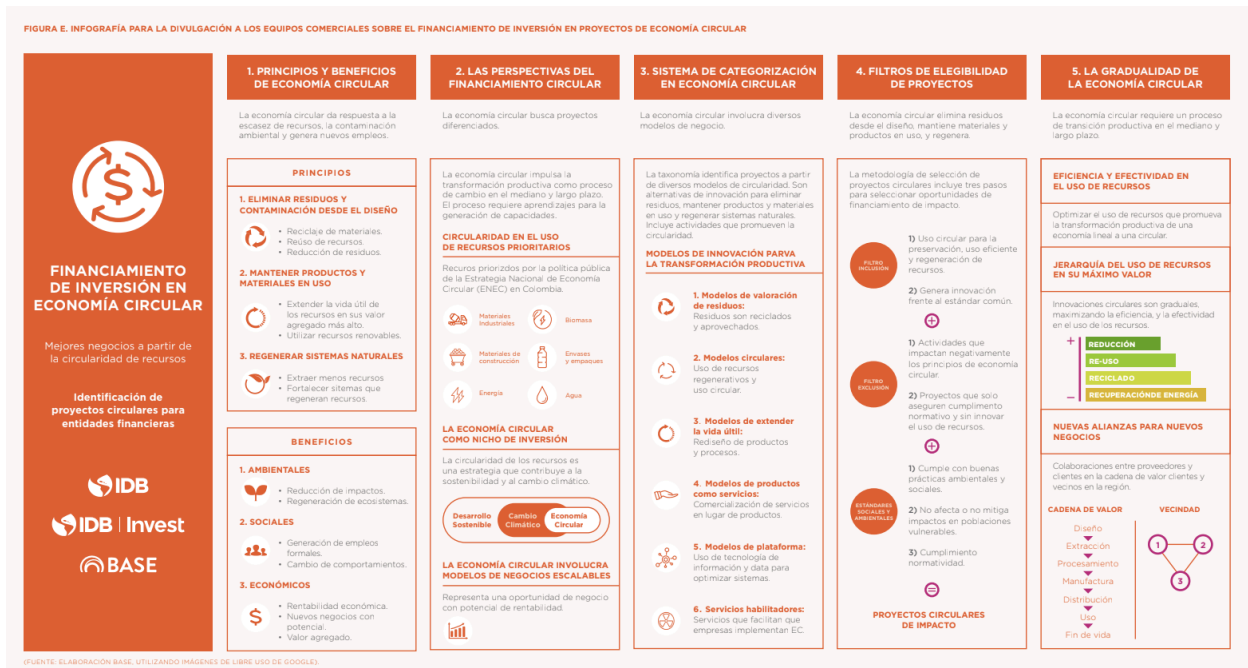 FIGURA E. INFOGRAFÍA PARA LA DIVULGACIÓN A LOS EQUIPOS COMERCIALES SOBRE EL FINANCIAMIENTO DE INVERSIÓN EN PROYECTOS DE ECONOMÍA CIRCULAR
$
FINANCIAMIENTO
DE INVERSIÓN EN
ECONOMÍA CIRCULAR
Mejores negocios a partir de
la circularidad de recursos
Identificación de
proyectos circulares para
entidades financieras
IDB
IDB | Invest
BASE
1. PRINCIPIOS Y BENEFICIOS
DE ECONOMÍA CIRCULAR
La economía circular da respuesta a la
escasez de recursos, la contaminación
ambiental y genera nuevos empleos.
PRINCIPIOS
1. ELIMINAR RESIDUOS Y
CONTAMINACIÓN DESDE EL DISEÑO
• Reciclaje de materiales.
• Reúso de recursos.
• Reducción de residuos.
2. MANTENER PRODUCTOS Y
MATERIALES EN USO
• Extender la vida útil de
los recursos en sus valor
agregado más alto.
• Utilizar recursos renovables.
3. REGENERAR SISTEMAS NATURALES
• Extraer menos recursos
• Fortalecer sitemas que
regeneran recursos.
BENEFICIOS
1. AMBIENTALES
• Reducción de impactos.
• Regeneración de ecosistemas.
2. SOCIALES
• Generación de empleos
formales.
• Cambio de comportamientos.
3. ECONÓMICOS
$
• Rentabilidad económica.
• Nuevos negocios con
potencial.
• Valor agregado.
2. LAS PERSPECTIVAS DEL
FINANCIAMIENTO CIRCULAR
La economía circular busca proyectos
diferenciados.
La economía circular impulsa la
transformación productiva como proceso
de cambio en el mediano y largo plazo.
El proceso requiere aprendizajes para la
generación de capacidades.
CIRCULARIDAD EN EL USO
DE RECURSOS PRIORITARIOS
Recuros priorizdos por la política pública
de la Estrategia Nacional de Economía
Circular (ENEC) en Colombia.
Materiales
Industriales
Biomasa
Materiales de
construcción
Envases
y empaques
Energía
Agua
LA ECONOMÍA CIRCULAR
COMO NICHO DE INVERSIÓN
La circularidad de los recursos es
una estrategia que contribuye a la
sostenibilidad y al cambio climático.
Desarrollo
Sostenible
Cambio
Climático
Economía
Circular
LA ECONOMÍA CIRCULAR INVOLUCRA
MODELOS DE NEGOCIOS ESCALABLES
Representa una oportunidad de negocio
con potencial de rentabilidad.
3. SISTEMA DE CATEGORIZACIÓN
EN ECONOMÍA CIRCULAR
La economía circular involucra diversos
modelos de negocio.
La taxonomía identifica proyectos a partir
de diversos modelos de circularidad. Son
alternativas de innovación para eliminar
residuos, mantener productos y materiales
en uso y regenerar sistemas naturales.
Incluye actividades que promueven la
circularidad.
MODELOS DE INNOVACIÓN PARVA
LA TRANSFORMACIÓN PRODUCTIVA
1. Modelos de valoración
de residuos:
Residuos son reciclados
y aprovechados.
2. Modelos circulares:
Uso de recursos
regenerativos y
uso circular.
3. Modelos de extender
la vida últil:
Rediseño de productos
y procesos.
4. Modelos de productos
como servicios:
Comercialización de servicios
en lugar de productos.
5. Modelos de plataforma:
Uso de tecnología de
información y data para
optimizar sistemas.
6. Servicios habilitadores:
Servicios que facilitan que
empresas implementan EC.
4. FILTROS DE ELEGIBILIDAD
DE PROYECTOS
La economía circular elimina residuos
desde el diseño, mantiene materiales y
productos en uso, y regenera.
La metodología de selección de
proyectos circulares incluye tres pasos
para seleccionar oportunidades de
financiamiento de impacto.
FILTRO
INCLUSIÓN
1) Uso circular para la
preservación, uso eficiente
y regeneración de
recursos.
2) Genera innovación
frente al estándar común.
+
FILTRO
EXCLUSIÓN
1) Actividades que
impactan negativamente
los principios de economía
circular.
2) Proyectos que solo
aseguren cumplimento
normativo y sin innovar
el uso de recursos.
+
ESTÁNDARES
SOCIALES Y
AMBIENTALES
1) Cumple con buenas
prácticas ambientales y
sociales.
2) No afecta o no mitiga
impactos en poblaciones
vulnerables.
3) Cumplimiento
normatividad.
=
PROYECTOS CIRCULARES
DE IMPACTO
5. LA GRADUALIDAD DE
LA ECONOMÍA CIRCULAR
La economía circular requiere un proceso
de transición productiva en el mediano y
largo plazo.
EFICIENCIA Y EFECTIVIDAD EN
EL USO DE RECURSOS
Optimizar el uso de recursos que promueva
la transformación productiva de una
economía lineal a una circular.
JERARQUÍA DEL USO DE RECURSOS
EN SU MÁXIMO VALOR
Innovaciones circulares son graduales,
maximizando la eficiencia, y la efectividad
en el uso de los recursos.
+
REDUCCIÓN
RE-USO
RECICLADO
RECUPERACIÓNDE ENERGÍA
–
NUEVAS ALIANZAS PARA NUEVOS
NEGOCIOS
Colaboraciones entre proveedores y
clientes en la cadena de valor clientes y
vecinos en la región.
CADENA DE VALOR
Diseño
Extracción
Procesamiento
Manufactura
Distribución
Uso
Fin de vida
VECINDAD
1
2
3
(FUENTE: ELABORACIÓN BASE, UTILIZANDO IMÁGENES DE LIBRE USO DE GOOGLE).